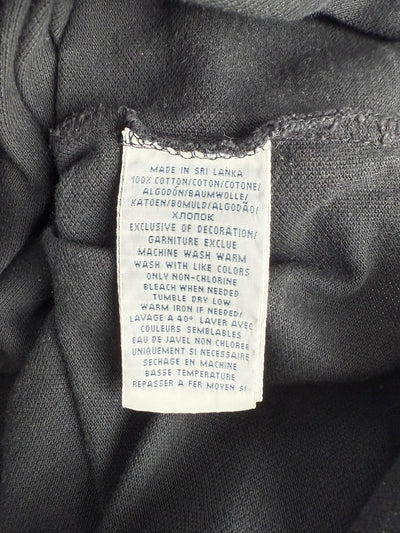 MADE IN SRI LANKA
100% COTTON/COTON/COTONE/
ALGODÓN/BAUMWOLLE/
KATOEN/BOMULD/ALGODÃO/
ХЛОПОК
EXCLUSIVE OF DECORATION/
GARNITURE EXCLUE
MACHINE WASH WARM
WASH WITH LIKE COLORS
ONLY NON-CHLORINE
BLEACH WHEN NEEDED
TUMBLE DRY LOW
WARM IRON IF NEEDED/
LAVAGE A 40° LAVER AVEC
COULEURS SEMBLABLES
EAU DE JAVEL NON CHLOREE
UNIQUEMENT SI NECESSAIRE
SECHAGE EN MACHINE
BASSE TEMPERATURE
REPASSER A FER MOYEN SI